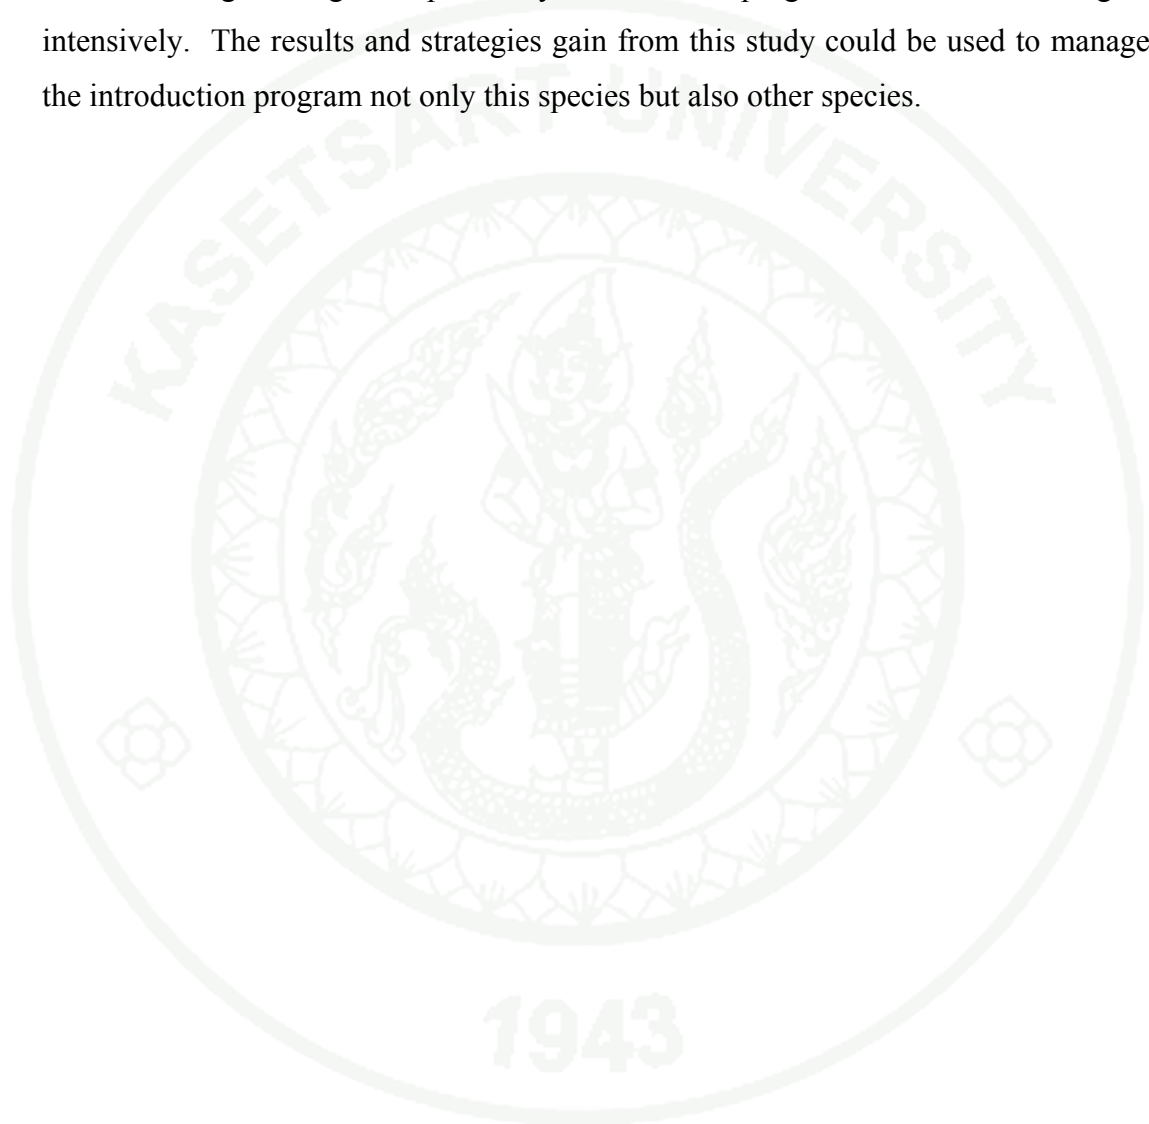 intensively. The results and strategies gain from this study could be used to manage
the introduction program not only this species but also other species.
KASETSART UNIVERSITY
1943